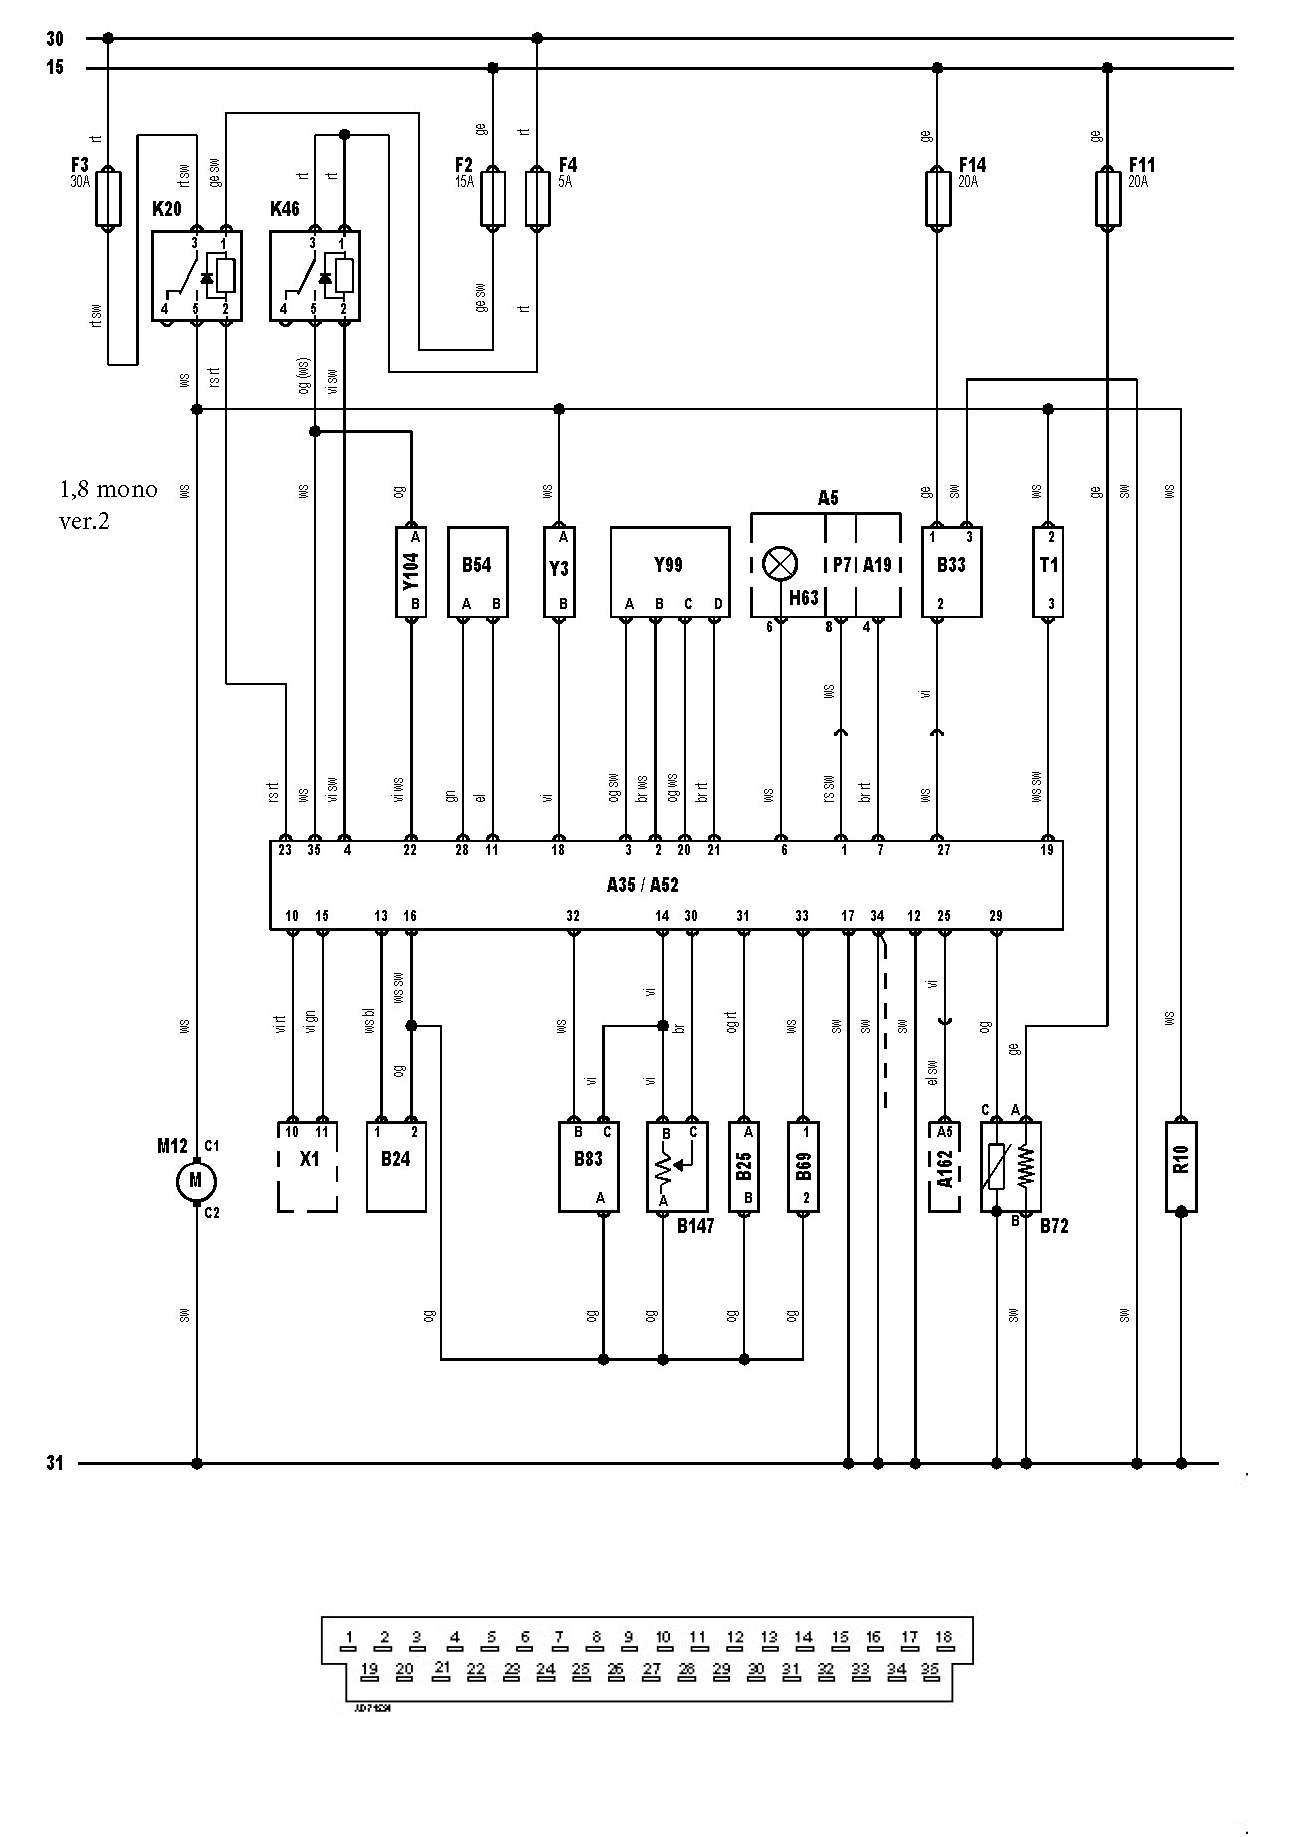 30
15
rt
ge
rt
ge
ge
F3
30A
rt sw
ge sw
rt
rt
F2
15A
F4
5A
F14
20A
F11
20A
K20
K46
3 1
3 1
4 5 2
4 5 2
rt sw
ge sw
rt
ws
rs rt
og (ws)
vi sw
1,8 mono
ver.2
ws
ws
og
ws
ge
sw
ws
ge
sw
ws
A5
A
B
Y104
B54
A B
A
Y3
B
Y99
A B C D
H63
P7
A19
6 8 4
1 3
B33
2
2
T1
3
ws
vi
rs rt
ws
vi sw
vi ws
gn
el
vi
og sw
br ws
og ws
br rt
ws
rs sw
br rt
ws
ws sw
23 35 4 22 28 11 18 3 2 20 21 6 1 7 27 19
A35 / A52
10 15 13 16 32 14 30 31 33 17 34 12 25 29
ws
vi rt
vi gn
ws bl
ws sw
og
ws
vi
vi
vi
br
og rt
ws
sw
sw
sw
vi
el sw
og
ge
ws
M12
C1
M
C2
10 11
X1
1 2
B24
B C
B83
A
B C
A
B147
A
B25
B
1
B69
2
A5
A162
C A
B
B72
R10
sw
og
og
og
og
og
sw
sw
31
1 2 3 4 5 6 7 8 9 10 11 12 13 14 15 16 17 18
19 20 21 22 23 24 25 26 27 28 29 30 31 32 33 34 35